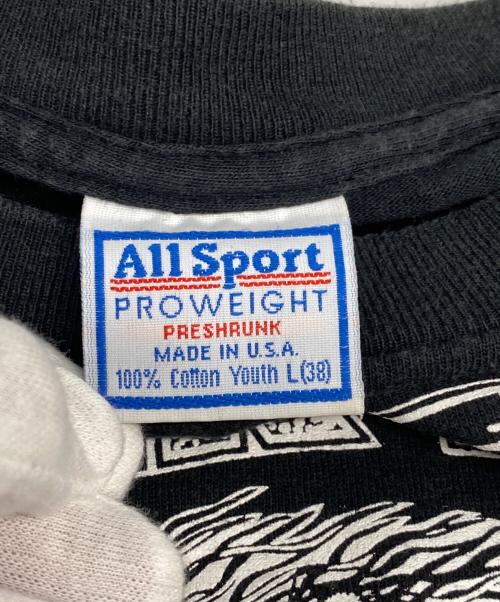 All Sport
PROWEIGHT
PRESHRUNK
MADE IN U.S.A.
100% Cotton Youth L(38)